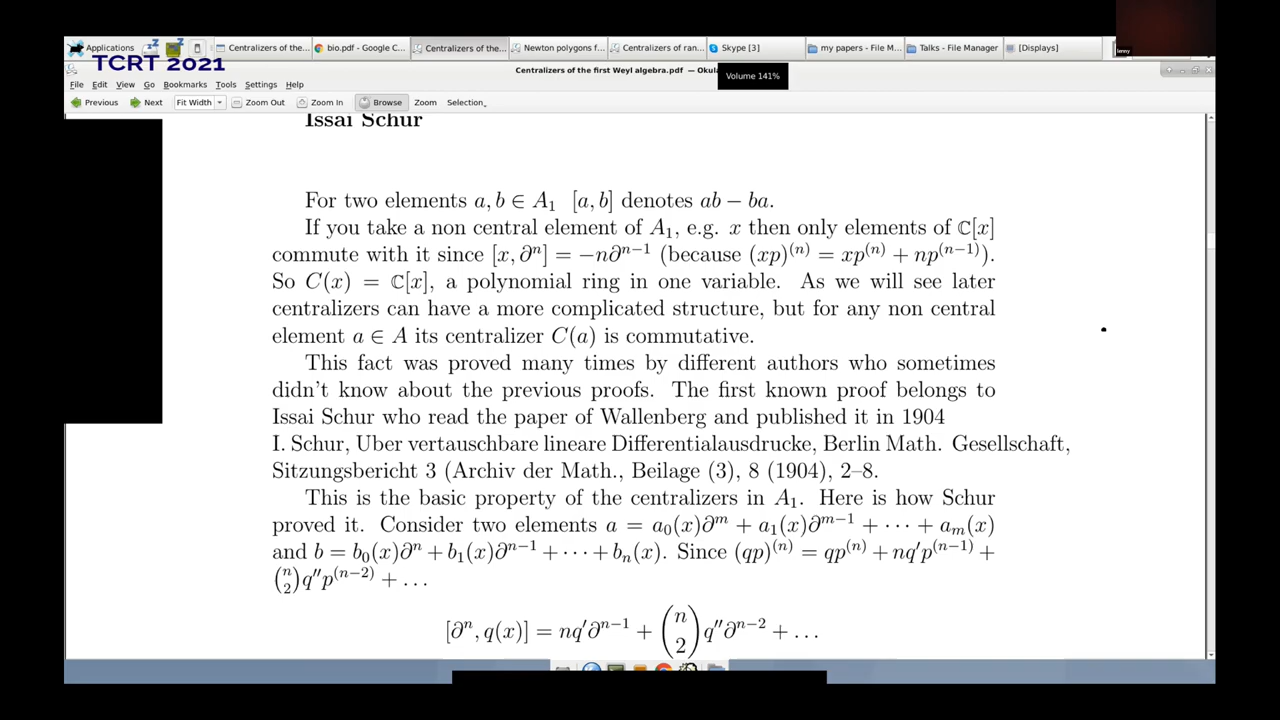 Applications Centralizers of the... bio.pdf - Google C... Centralizers of the... Newton polygons f... Centralizers of ran... Skype [3] my papers - File M... Talks - File Manager [Displays] lenny
TCRT 2021
Centralizers of the first Weyl algebra.pdf — Okula
Volume 141%
File Edit View Go Bookmarks Tools Settings Help
Previous Next Fit Width Zoom Out Zoom In Browse Zoom Selection
Issai Schur
For two elements a, b ∈ A₁ [a, b] denotes ab − ba.
If you take a non central element of A₁, e.g. x then only elements of ℂ[x]
commute with it since [x, ∂ⁿ] = −n∂ⁿ⁻¹ (because (xp)⁽ⁿ⁾ = xp⁽ⁿ⁾ + np⁽ⁿ⁻¹⁾).
So C(x) = ℂ[x], a polynomial ring in one variable. As we will see later
centralizers can have a more complicated structure, but for any non central
element a ∈ A its centralizer C(a) is commutative.
This fact was proved many times by different authors who sometimes
didn't know about the previous proofs. The first known proof belongs to
Issai Schur who read the paper of Wallenberg and published it in 1904
I. Schur, Uber vertauschbare lineare Differentialausdrucke, Berlin Math. Gesellschaft,
Sitzungsbericht 3 (Archiv der Math., Beilage (3), 8 (1904), 2–8.
This is the basic property of the centralizers in A₁. Here is how Schur
proved it. Consider two elements a = a₀(x)∂ᵐ + a₁(x)∂ᵐ⁻¹ + ⋯ + aₘ(x)
and b = b₀(x)∂ⁿ + b₁(x)∂ⁿ⁻¹ + ⋯ + bₙ(x). Since (qp)⁽ⁿ⁾ = qp⁽ⁿ⁾ + nq′p⁽ⁿ⁻¹⁾ +
(n 2)q″p⁽ⁿ⁻²⁾ + …
[∂ⁿ, q(x)] = nq′∂ⁿ⁻¹ + (n 2)q″∂ⁿ⁻² + …